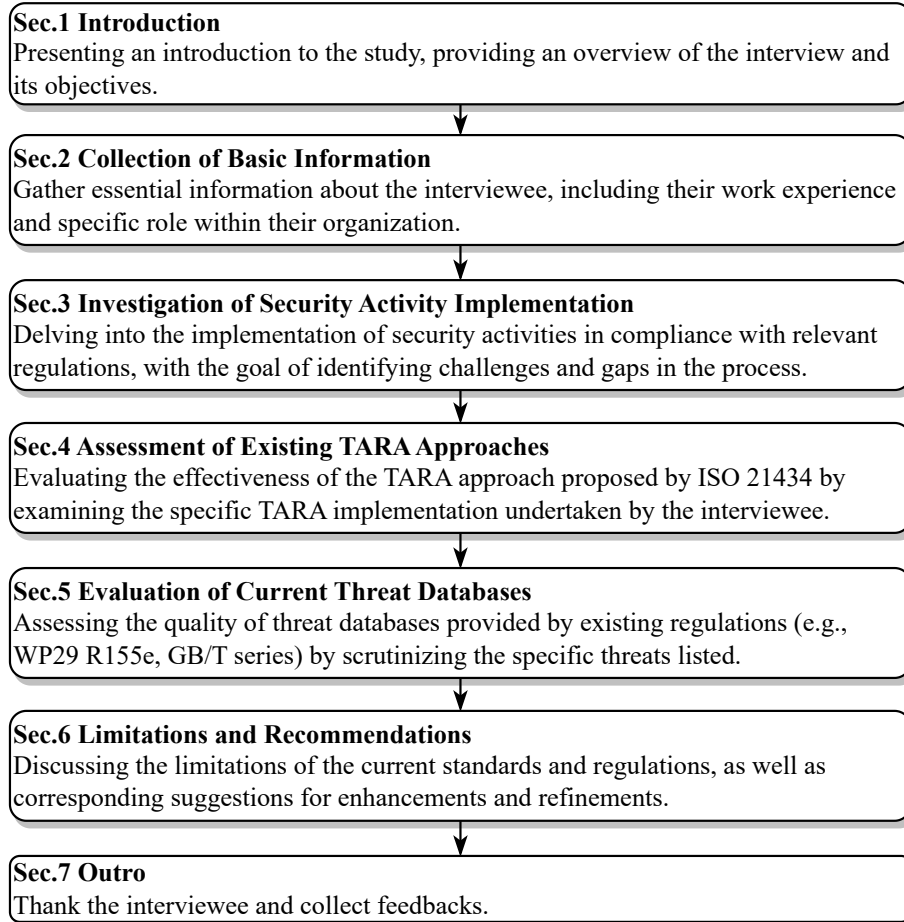 Sec.1 Introduction
Presenting an introduction to the study, providing an overview of the interview and
its objectives.
Sec.2 Collection of Basic Information
Gather essential information about the interviewee, including their work experience
and specific role within their organization.
Sec.3 Investigation of Security Activity Implementation
Delving into the implementation of security activities in compliance with relevant
regulations, with the goal of identifying challenges and gaps in the process.
Sec.4 Assessment of Existing TARA Approaches
Evaluating the effectiveness of the TARA approach proposed by ISO 21434 by
examining the specific TARA implementation undertaken by the interviewee.
Sec.5 Evaluation of Current Threat Databases
Assessing the quality of threat databases provided by existing regulations (e.g.,
WP29 R155e, GB/T series) by scrutinizing the specific threats listed.
Sec.6 Limitations and Recommendations
Discussing the limitations of the current standards and regulations, as well as
corresponding suggestions for enhancements and refinements.
Sec.7 Outro
Thank the interviewee and collect feedbacks.